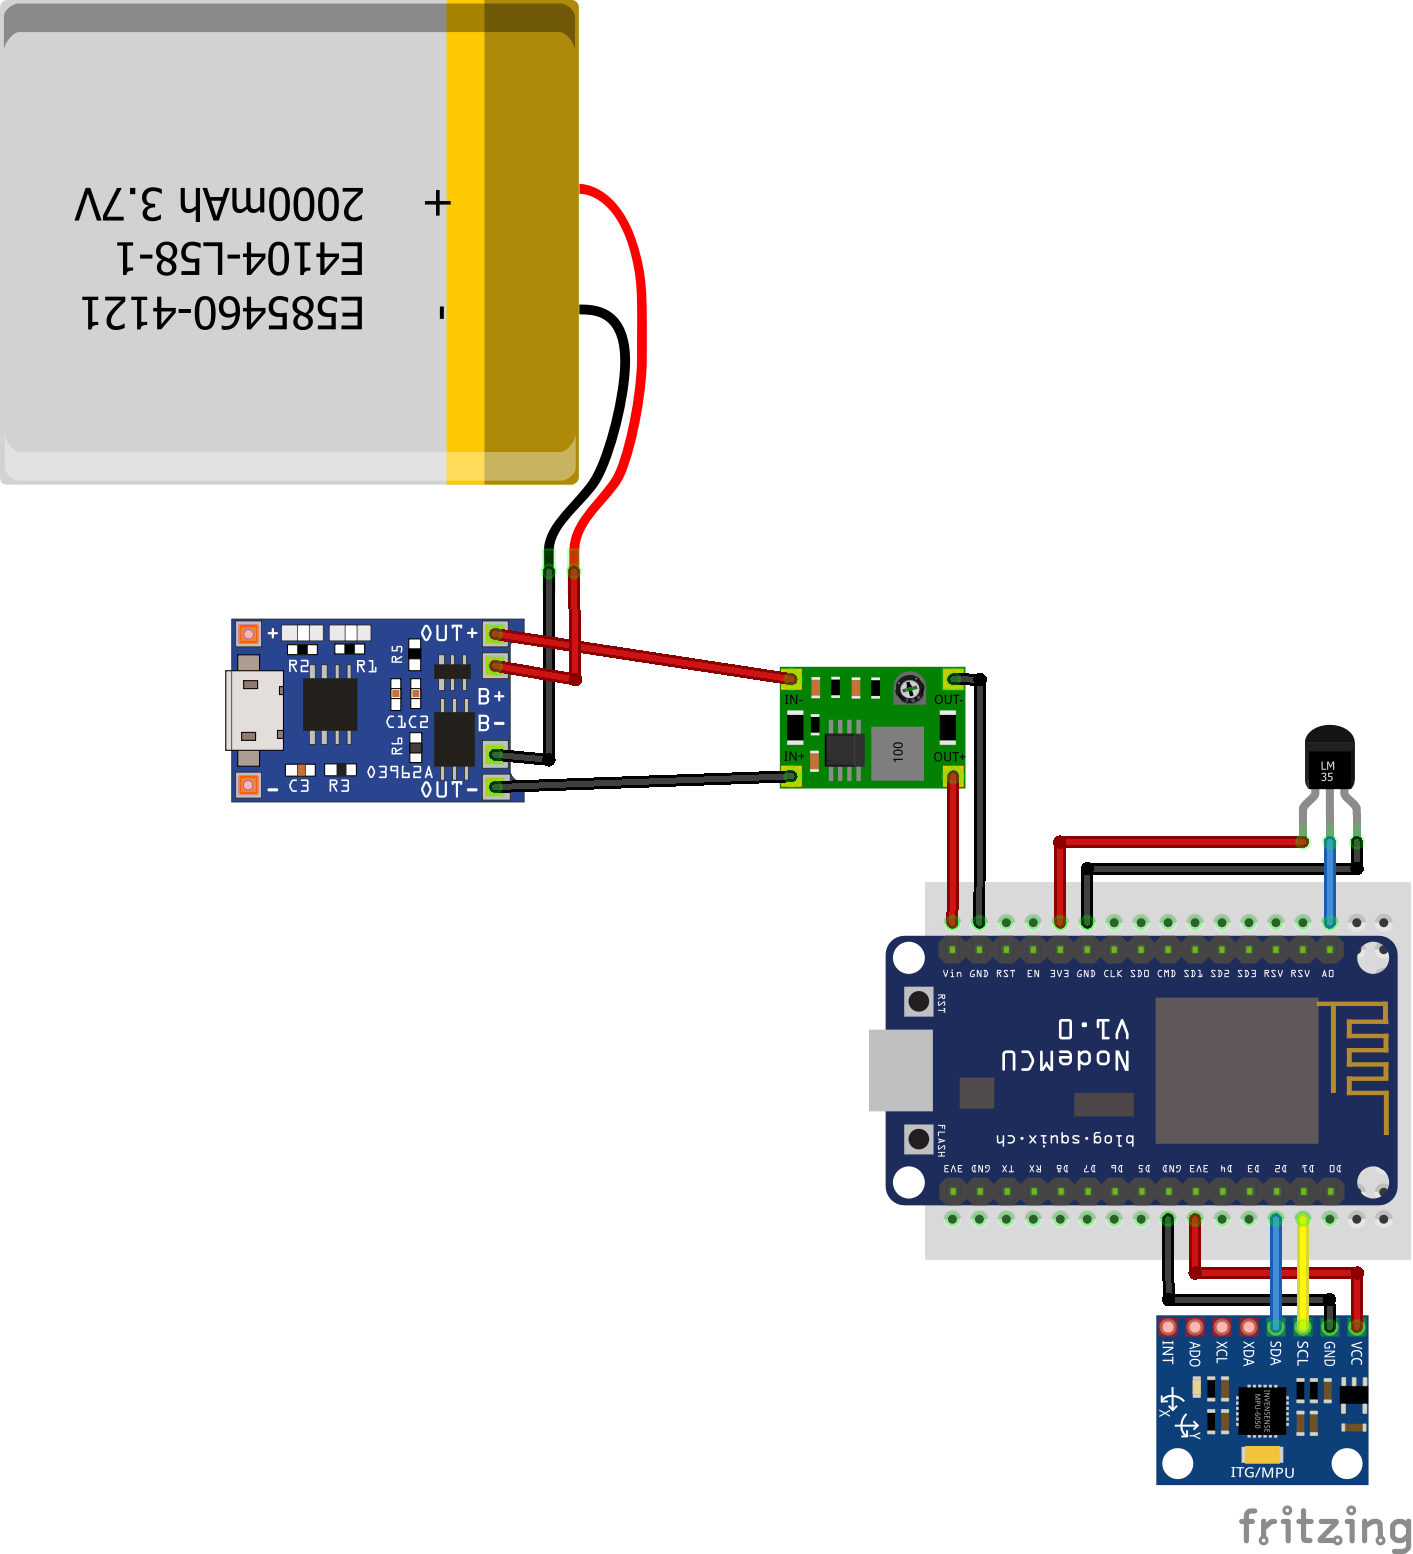 2000mAh 3.7V
+
E4104-L58-1
E585460-4121
-
+
OUT+
R2
R1
R5
B+
C1C2
B-
R6
03962A
-
C3
R3
OUT-
IN-
OUT-
IN+
100
OUT+
LM
35
Vin GND RST EN 3V3 GND CLK SD0 CMD SD1 SD2 SD3 RSV RSV A0
RST
V1.0
NodeMCU
blog.squix.ch
FLASH
3V3 GND TX RX D8 D7 D6 D5 GND 3V3 D4 D3 D2 D1 D0
INT AD0 XCL XDA SDA SCL GND VCC
INVENSENSE
MPU-6050
X
Y
ITG/MPU
fritzing